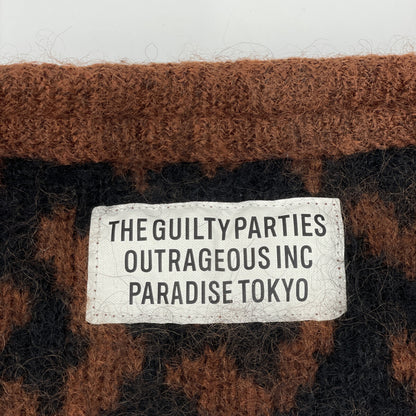 THE GUILTY PARTIES
OUTRAGEOUS INC
PARADISE TOKYO